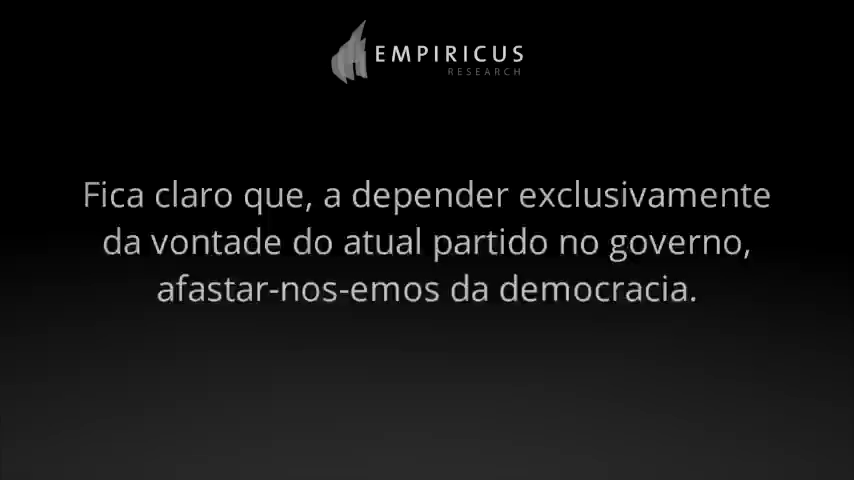 EMPIRICUS
RESEARCH
Fica claro que, a depender exclusivamente
da vontade do atual partido no governo,
afastar-nos-emos da democracia.